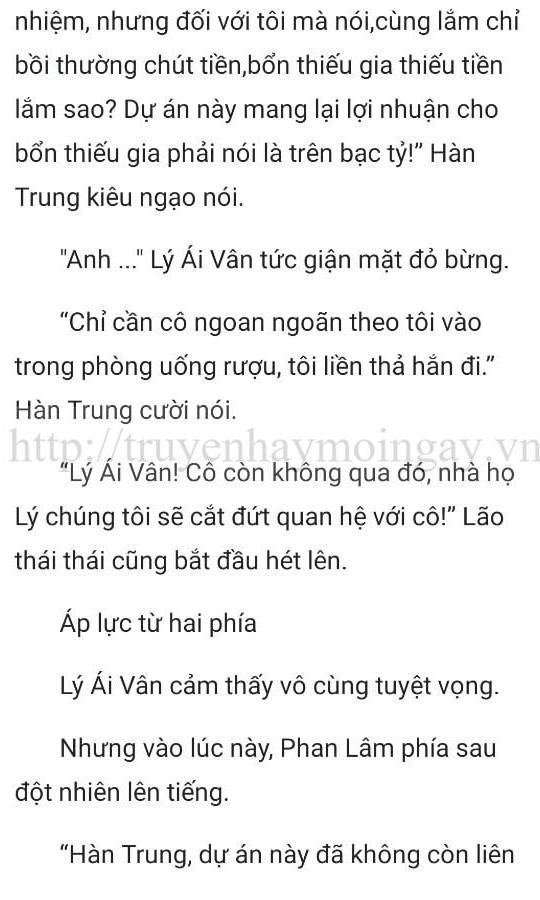 nhiệm, nhưng đối với tôi mà nói,cùng lắm chỉ
bồi thường chút tiền,bổn thiếu gia thiếu tiền
lắm sao? Dự án này mang lại lợi nhuận cho
bổn thiếu gia phải nói là trên bạc tỷ!” Hàn
Trung kiêu ngạo nói.
"Anh ..." Lý Ái Vân tức giận mặt đỏ bừng.
“Chỉ cần cô ngoan ngoãn theo tôi vào
trong phòng uống rượu, tôi liền thả hắn đi.”
Hàn Trung cười nói.
http://truyenhaymoingay.vn
“Lý Ái Vân! Cô còn không qua đó, nhà họ
Lý chúng tôi sẽ cắt đứt quan hệ với cô!” Lão
thái thái cũng bắt đầu hét lên.
Áp lực từ hai phía
Lý Ái Vân cảm thấy vô cùng tuyệt vọng.
Nhưng vào lúc này, Phan Lâm phía sau
đột nhiên lên tiếng.
“Hàn Trung, dự án này đã không còn liên